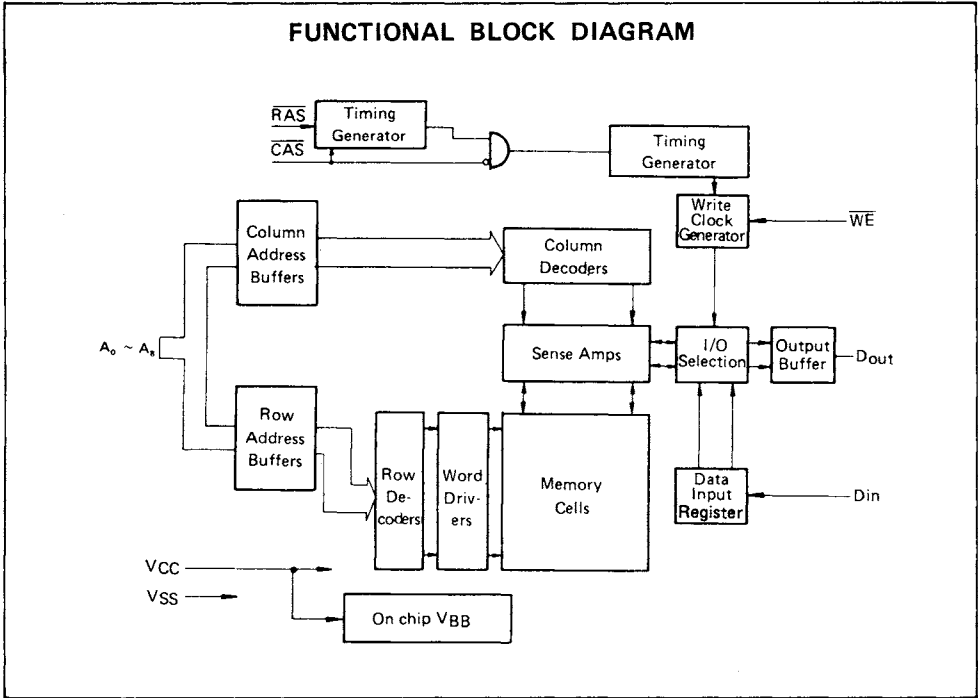 FUNCTIONAL BLOCK DIAGRAM
RAS
CAS
Timing
Generator
Timing
Generator
Write
Clock
Generator
WE
Column
Address
Buffers
Column
Decoders
A₀ ~ A₈
Sense Amps
I/O
Selection
Output
Buffer
Dout
Row
Address
Buffers
Row
De-
coders
Word
Driv-
ers
Memory
Cells
Data
Input
Register
Din
VCC
VSS
On chip VBB